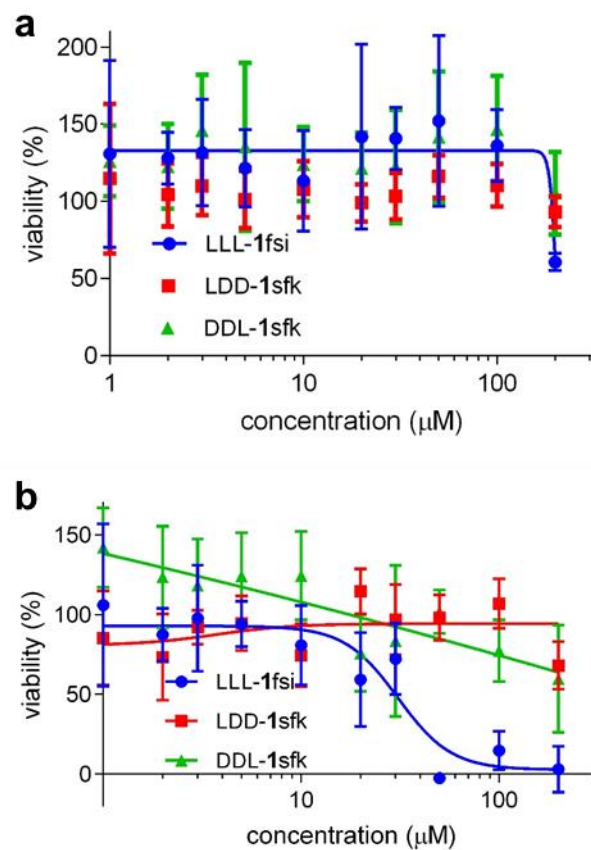 a
200
150
100
50
0
viability (%)
LLL-1fsi
LDD-1sfk
DDL-1sfk
1
10
100
concentration (μM)
b
150
100
50
0
viability (%)
LLL-1fsi
LDD-1sfk
DDL-1sfk
10
100
concentration (μM)